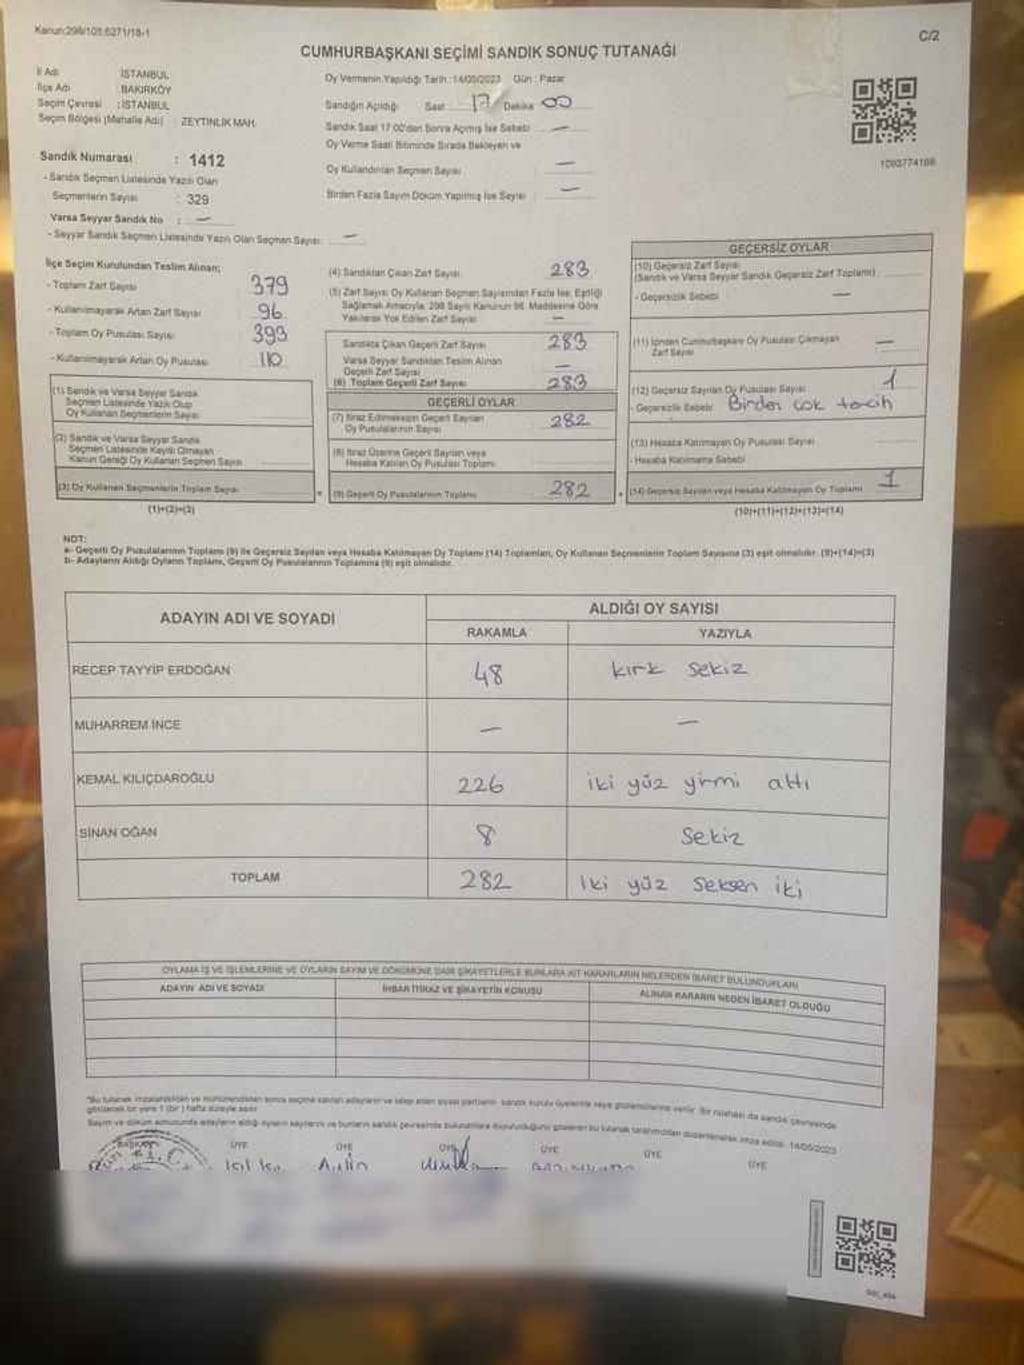 Kanun:298/105,6271/18-1
C/2
CUMHURBAŞKANI SEÇİMİ SANDIK SONUÇ TUTANAĞI
İl Adı İSTANBUL
İlçe Adı BAKIRKÖY
Seçim Çevresi : İSTANBUL
Seçim Bölgesi (Mahalle Adı) : ZEYTİNLİK MAH.
Oy Vermenin Yapıldığı Tarih : 14/05/2023 Gün : Pazar
Sandığın Açıldığı Saat 17 Dakika 00
Sandık Saat 17:00'den Sonra Açılmış İse Sebebi —
Oy Verme Saati Bitiminde Sırada Bekleyen ve
Oy Kullandırılan Seçmen Sayısı —
Birden Fazla Sayım Döküm Yapılmış İse Sayısı —
1093774169
Sandık Numarası : 1412
- Sandık Seçmen Listesinde Yazılı Olan
Seçmenlerin Sayısı : 329
Varsa Seyyar Sandık No : —
- Seyyar Sandık Seçmen Listesinde Yazılı Olan Seçmen Sayısı: —
İlçe Seçim Kurulundan Teslim Alınan;
- Toplam Zarf Sayısı 379
- Kullanılmayarak Artan Zarf Sayısı 96
- Toplam Oy Pusulası Sayısı 393
- Kullanılmayarak Artan Oy Pusulası 110
(1) Sandık ve Varsa Seyyar Sandık
Seçmen Listesinde Yazılı Olup
Oy Kullanan Seçmenlerin Sayısı
(2) Sandık ve Varsa Seyyar Sandık
Seçmen Listesinde Kayıtlı Olmayan
Kanun Gereği Oy Kullanan Seçmen Sayısı
(3) Oy Kullanan Seçmenlerin Toplam Sayısı
(1)+(2)=(3)
(4) Sandıktan Çıkan Zarf Sayısı 283
(5) Zarf Sayısı Oy Kullanan Seçmen Sayısından Fazla İse, Eşitliği
Sağlamak Amacıyla, 298 Sayılı Kanunun 98. Maddesine Göre
Yakılarak Yok Edilen Zarf Sayısı —
Sandıkta Çıkan Geçerli Zarf Sayısı 283
Varsa Seyyar Sandıktan Teslim Alınan
Geçerli Zarf Sayısı —
(6) Toplam Geçerli Zarf Sayısı 283
GEÇERLİ OYLAR
(7) İtiraz Edilmeksizin Geçerli Sayılan
Oy Pusulalarının Sayısı 282
(8) İtiraz Üzerine Geçerli Sayılan veya
Hesaba Katılan Oy Pusulası Toplamı
(9) Geçerli Oy Pusulalarının Toplamı 282
GEÇERSİZ OYLAR
(10) Geçersiz Zarf Sayısı
(Sandık ve Varsa Seyyar Sandık Geçersiz Zarf Toplamı)
- Geçersizlik Sebebi —
(11) İçinden Cumhurbaşkanı Oy Pusulası Çıkmayan
Zarf Sayısı —
(12) Geçersiz Sayılan Oy Pusulası Sayısı 1
- Geçersizlik Sebebi Birden çok tercih
(13) Hesaba Katılmayan Oy Pusulası Sayısı
- Hesaba Katılmama Sebebi
(14) Geçersiz Sayılan veya Hesaba Katılmayan Oy Toplamı 1
(10)+(11)+(12)+(13)=(14)
NOT:
a- Geçerli Oy Pusulalarının Toplamı (9) ile Geçersiz Sayılan veya Hesaba Katılmayan Oy Toplamı (14) Toplamları, Oy Kullanan Seçmenlerin Toplam Sayısına (3) eşit olmalıdır. (9)+(14)=(3)
b- Adayların Aldığı Oyların Toplamı, Geçerli Oy Pusulalarının Toplamına (9) eşit olmalıdır.
ADAYIN ADI VE SOYADI ALDIĞI OY SAYISI
RAKAMLA YAZIYLA
RECEP TAYYİP ERDOĞAN 48 kırk sekiz
MUHARREM İNCE — —
KEMAL KILIÇDAROĞLU 226 iki yüz yirmi altı
SİNAN OĞAN 8 Sekiz
TOPLAM 282 İki yüz Seksen iki
OYLAMA İŞ VE İŞLEMLERİNE VE OYLARIN SAYIM VE DÖKÜMÜNE DAİR ŞİKAYETLERLE BUNLARA AİT KARARLARIN NELERDEN İBARET BULUNDUKLARI
ADAYIN ADI VE SOYADI İHBAR İTİRAZ VE ŞİKAYETİN KONUSU ALINAN KARARIN NEDEN İBARET OLDUĞU
BAŞKAN ÜYE ÜYE ÜYE ÜYE ÜYE ÜYE